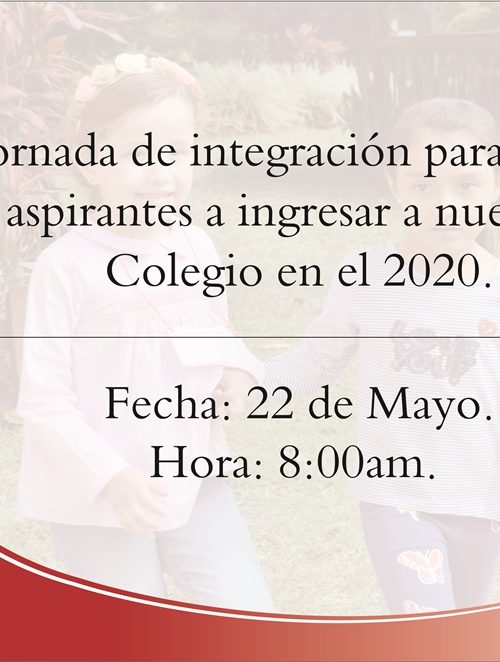 ornada de integración para
aspirantes a ingresar a nue
Colegio en el 2020.
Fecha: 22 de Mayo.
Hora: 8:00am.